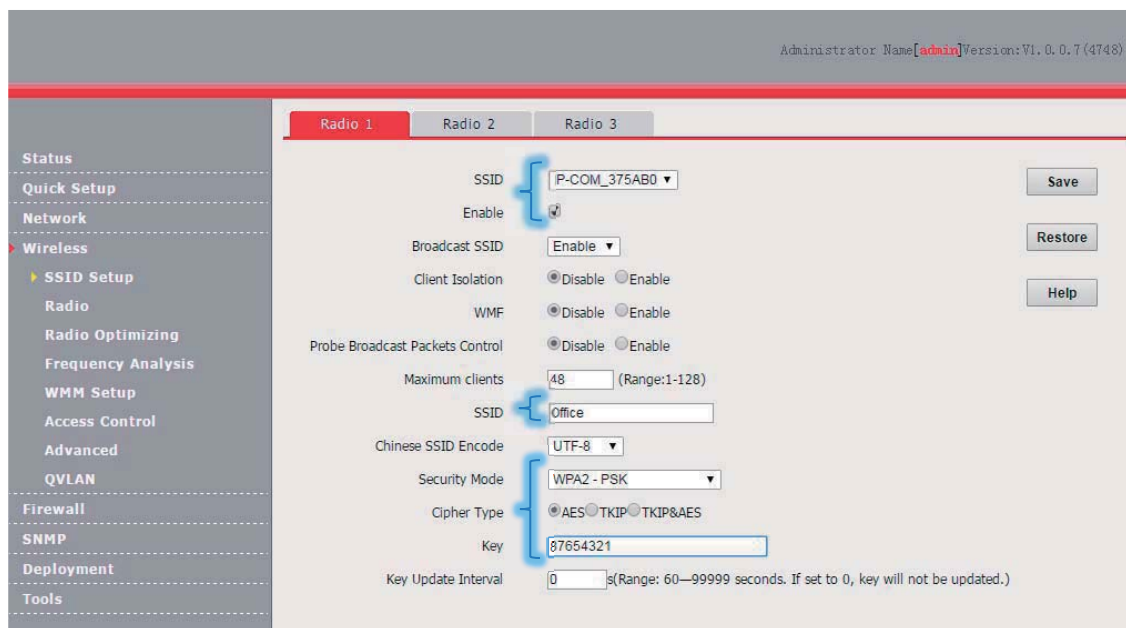 Administrator Name[admin]Version:V1.0.0.7(4748)
Radio 1 Radio 2 Radio 3
Status
Quick Setup
Network
Wireless
SSID Setup
Radio
Radio Optimizing
Frequency Analysis
WMM Setup
Access Control
Advanced
QVLAN
Firewall
SNMP
Deployment
Tools
SSID P-COM_375AB0
Enable
Broadcast SSID Enable
Client Isolation Disable Enable
WMF Disable Enable
Probe Broadcast Packets Control Disable Enable
Maximum clients 48 (Range:1-128)
SSID Office
Chinese SSID Encode UTF-8
Security Mode WPA2 - PSK
Cipher Type AES TKIP TKIP&AES
Key 87654321
Key Update Interval 0 s(Range: 60—99999 seconds. If set to 0, key will not be updated.)
Save
Restore
Help